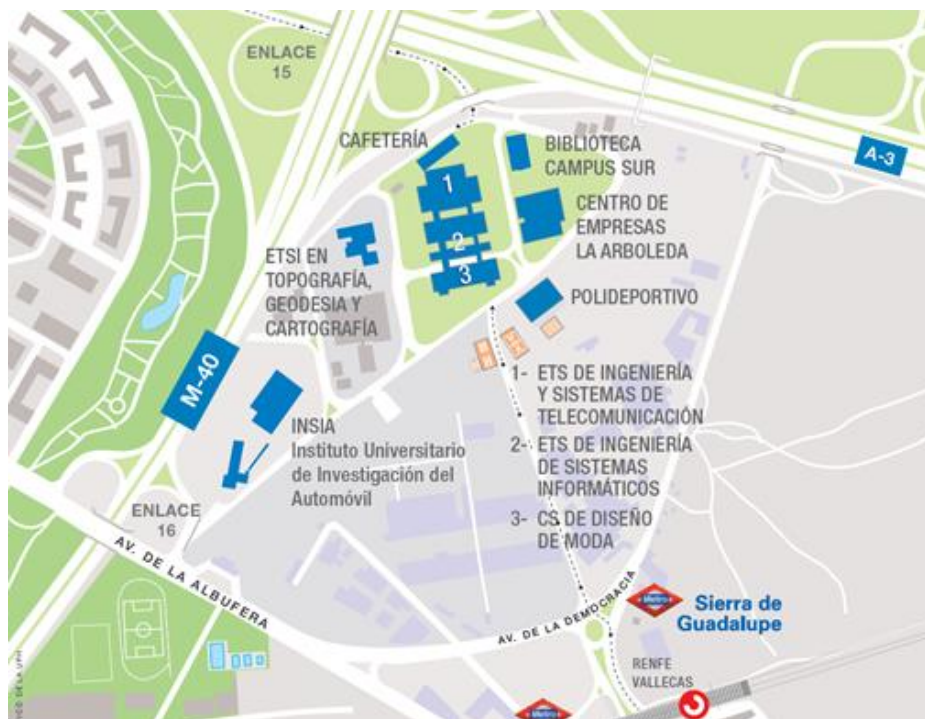 ENLACE
15
CAFETERÍA
BIBLIOTECA
CAMPUS SUR
A-3
1
2
3
CENTRO DE
EMPRESAS
LA ARBOLEDA
ETSI EN
TOPOGRAFÍA,
GEODESIA Y
CARTOGRAFÍA
POLIDEPORTIVO
M-40
1- ETS DE INGENIERÍA
Y SISTEMAS DE
TELECOMUNICACIÓN
2- ETS DE INGENIERÍA
DE SISTEMAS
INFORMÁTICOS
3- CS DE DISEÑO
DE MODA
INSIA
Instituto Universitario
de Investigación del
Automóvil
ENLACE
16
AV. DE LA ALBUFERA
AV. DE LA DEMOCRACIA
Metro
Sierra de
Guadalupe
RENFE
VALLECAS
Metro